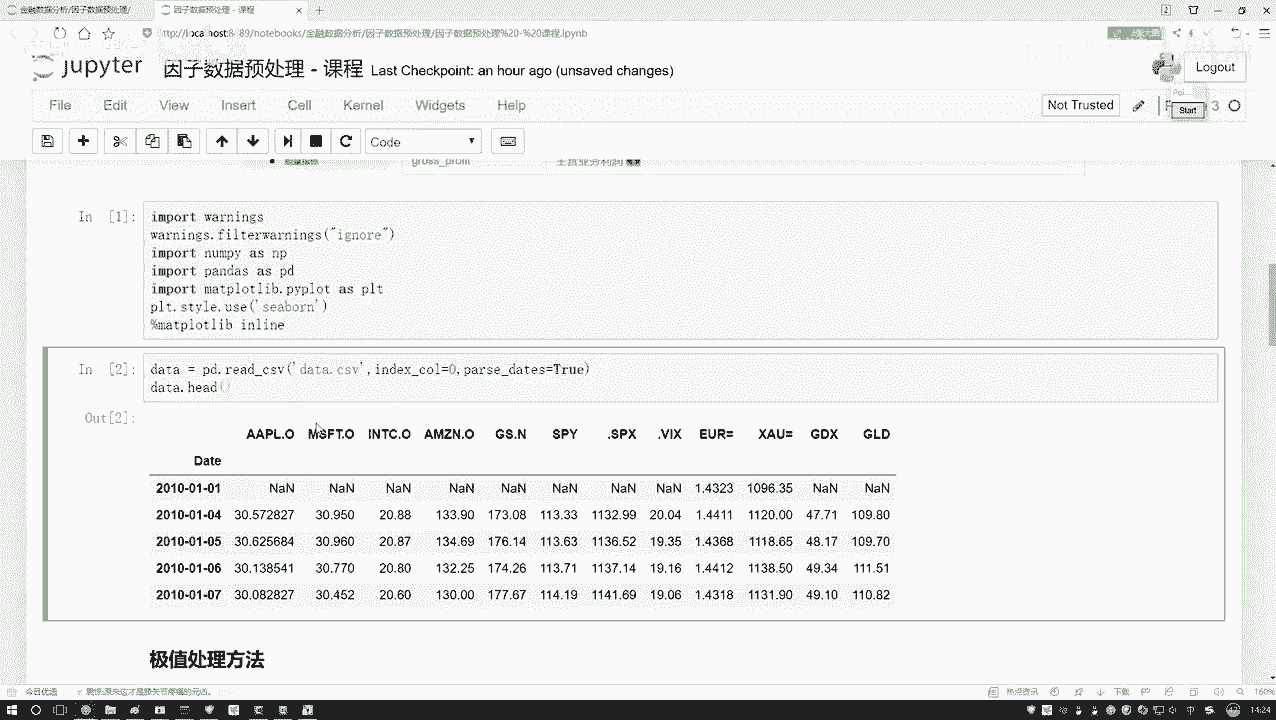 金融数据分析/因子数据预处理/
因子数据预处理 - 课程
ttp://localhost:8889/notebooks/金融数据分析/因子数据预处理/因子数据预处理%20-%20课程.ipynb
jupyter
因子数据预处理 - 课程 Last Checkpoint: an hour ago (unsaved changes)
Logout
File Edit View Insert Cell Kernel Widgets Help
Not Trusted
3
Start
Code
gross_profit
主营业务利润
In [1]:
import warnings
warnings.filterwarnings("ignore")
import numpy as np
import pandas as pd
import matplotlib.pyplot as plt
plt.style.use('seaborn')
%matplotlib inline
In [2]:
data = pd.read_csv('data.csv',index_col=0,parse_dates=True)
data.head()
Out[2]:
AAPL.O MSFT.O INTC.O AMZN.O GS.N SPY .SPX .VIX EUR= XAU= GDX GLD
Date
2010-01-01 NaN NaN NaN NaN NaN NaN NaN NaN 1.4323 1096.35 NaN NaN
2010-01-04 30.572827 30.950 20.88 133.90 173.08 113.33 1132.99 20.04 1.4411 1120.00 47.71 109.80
2010-01-05 30.625684 30.960 20.87 134.69 176.14 113.63 1136.52 19.35 1.4368 1118.65 48.17 109.70
2010-01-06 30.138541 30.770 20.80 132.25 174.26 113.71 1137.14 19.16 1.4412 1138.50 49.34 111.51
2010-01-07 30.082827 30.452 20.60 130.00 177.67 114.19 1141.69 19.06 1.4318 1131.90 49.10 110.82
极值处理方法
今日优选
热点资讯
下载
160%
中
14:24